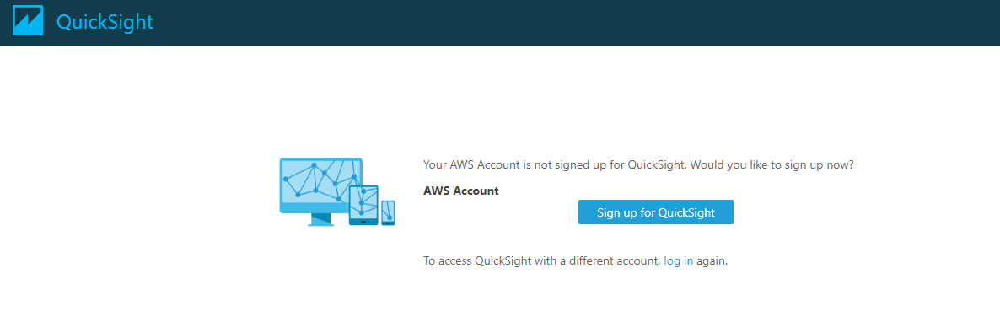 QuickSight
Your AWS Account is not signed up for QuickSight. Would you like to sign up now?
AWS Account
Sign up for QuickSight
To access QuickSight with a different account, log in again.